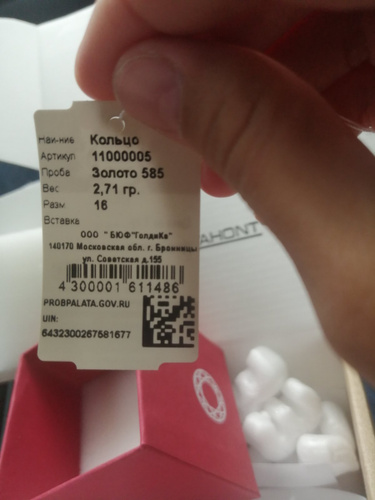 Наи-ние Кольцо
Артикул 11000005
Проба Золото 585
Вес 2,71 гр.
Разм 16
Вставка
ООО "БЮФ"ГолдиКа"
140170 Московская обл. г. Бронницы
ул. Советская д.155
4 300001 611486
PROBPALATA.GOV.RU
UIN:
6432300267681677